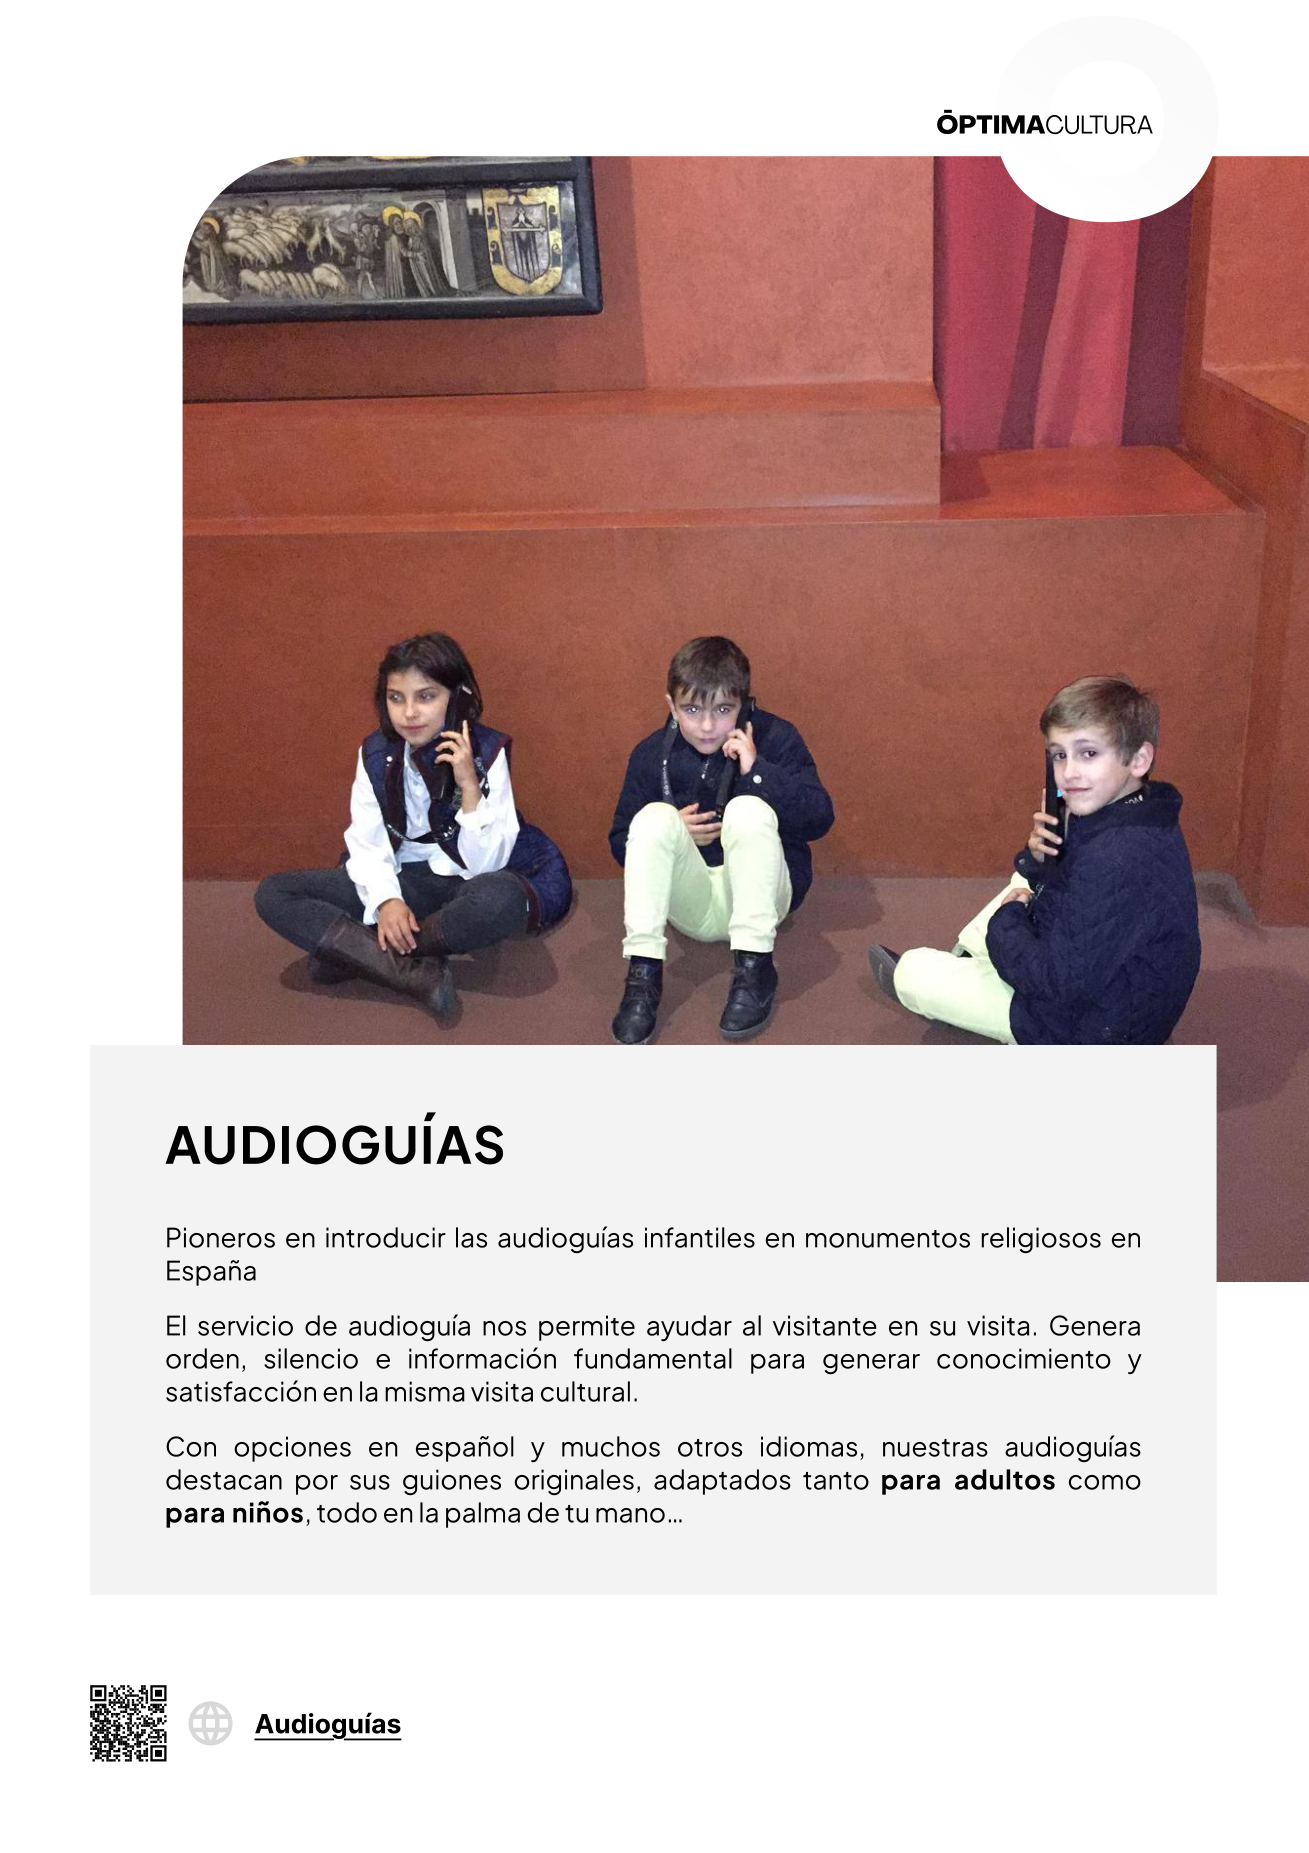 ŌPTIMACULTURA
AUDIOGUÍAS
Pioneros en introducir las audioguías infantiles en monumentos religiosos en
España
El servicio de audioguía nos permite ayudar al visitante en su visita. Genera
orden, silencio e información fundamental para generar conocimiento y
satisfacción en la misma visita cultural.
Con opciones en español y muchos otros idiomas, nuestras audioguías
destacan por sus guiones originales, adaptados tanto para adultos como
para niños, todo en la palma de tu mano...
Audioguías